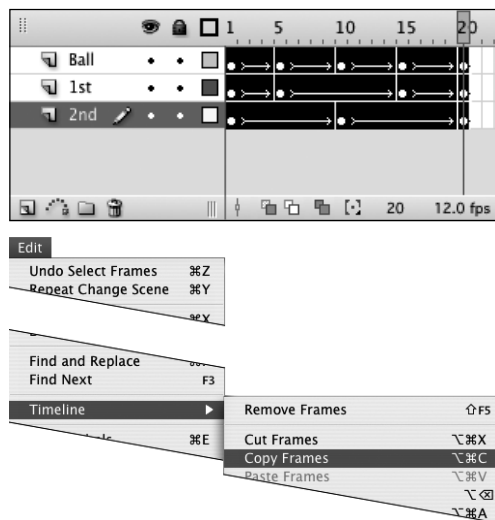 1 5 10 15 20
Ball
1st
2nd
20 12.0 fps
Edit
Undo Select Frames ⌘Z
Repeat Change Scene ⌘Y
⌘X
Find and Replace
Find Next F3
Timeline ▶
⌘E
Remove Frames ⇧F5
Cut Frames ⌥⌘X
Copy Frames ⌥⌘C
Paste Frames ⌥⌘V
⌥⌫
⌥⌘A